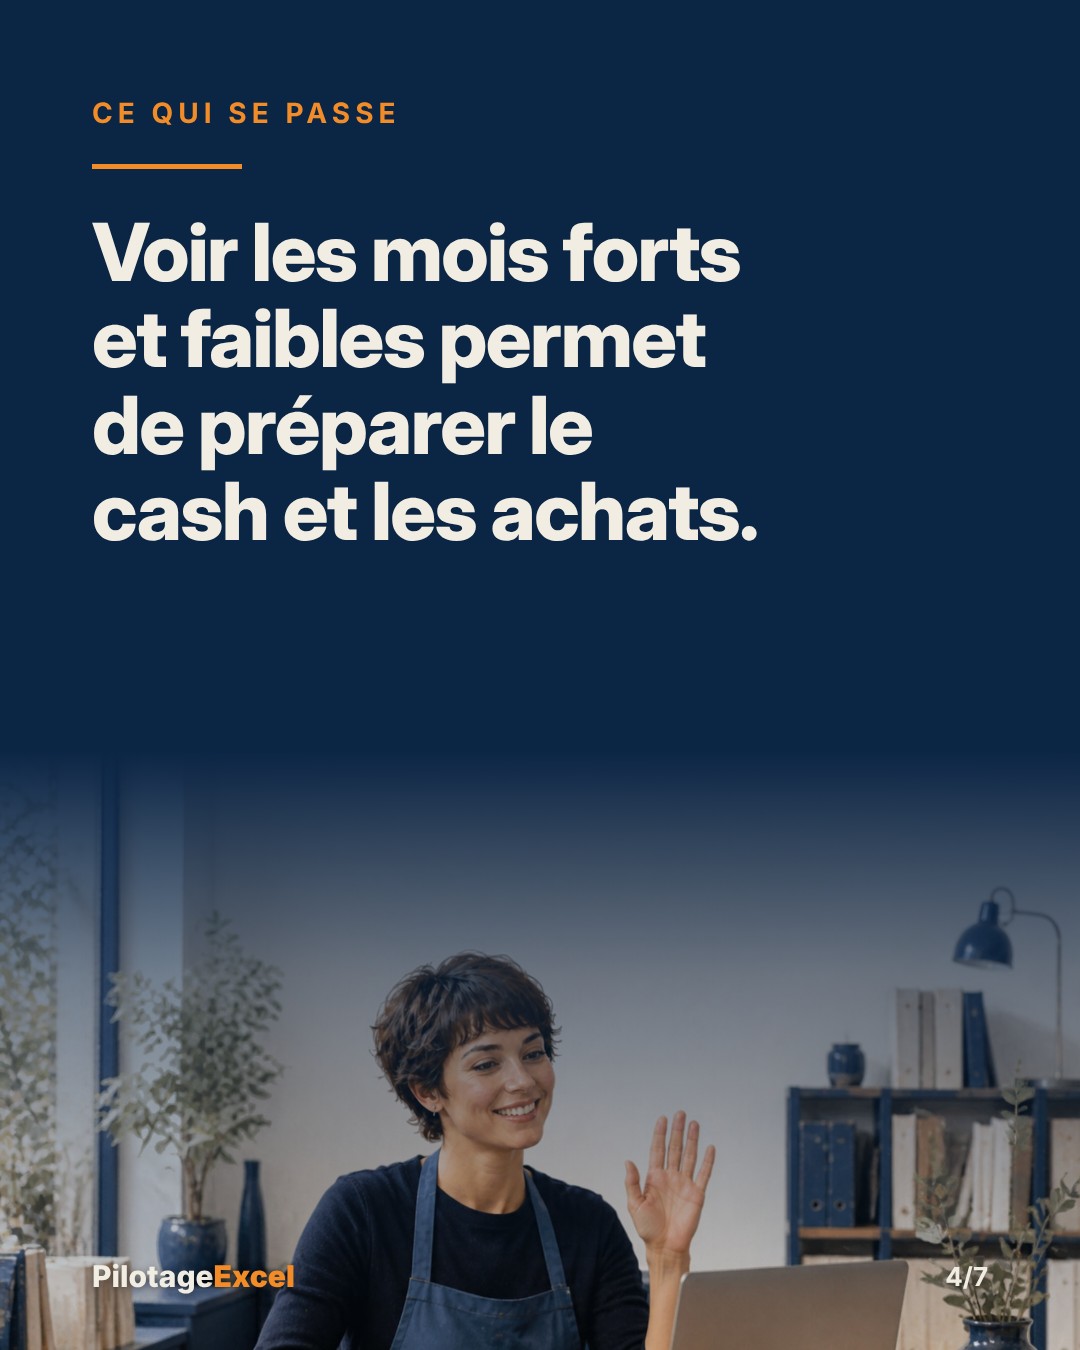 CE QUI SE PASSE
Voir les mois forts
et faibles permet
de préparer le
cash et les achats.
PilotageExcel
4/7